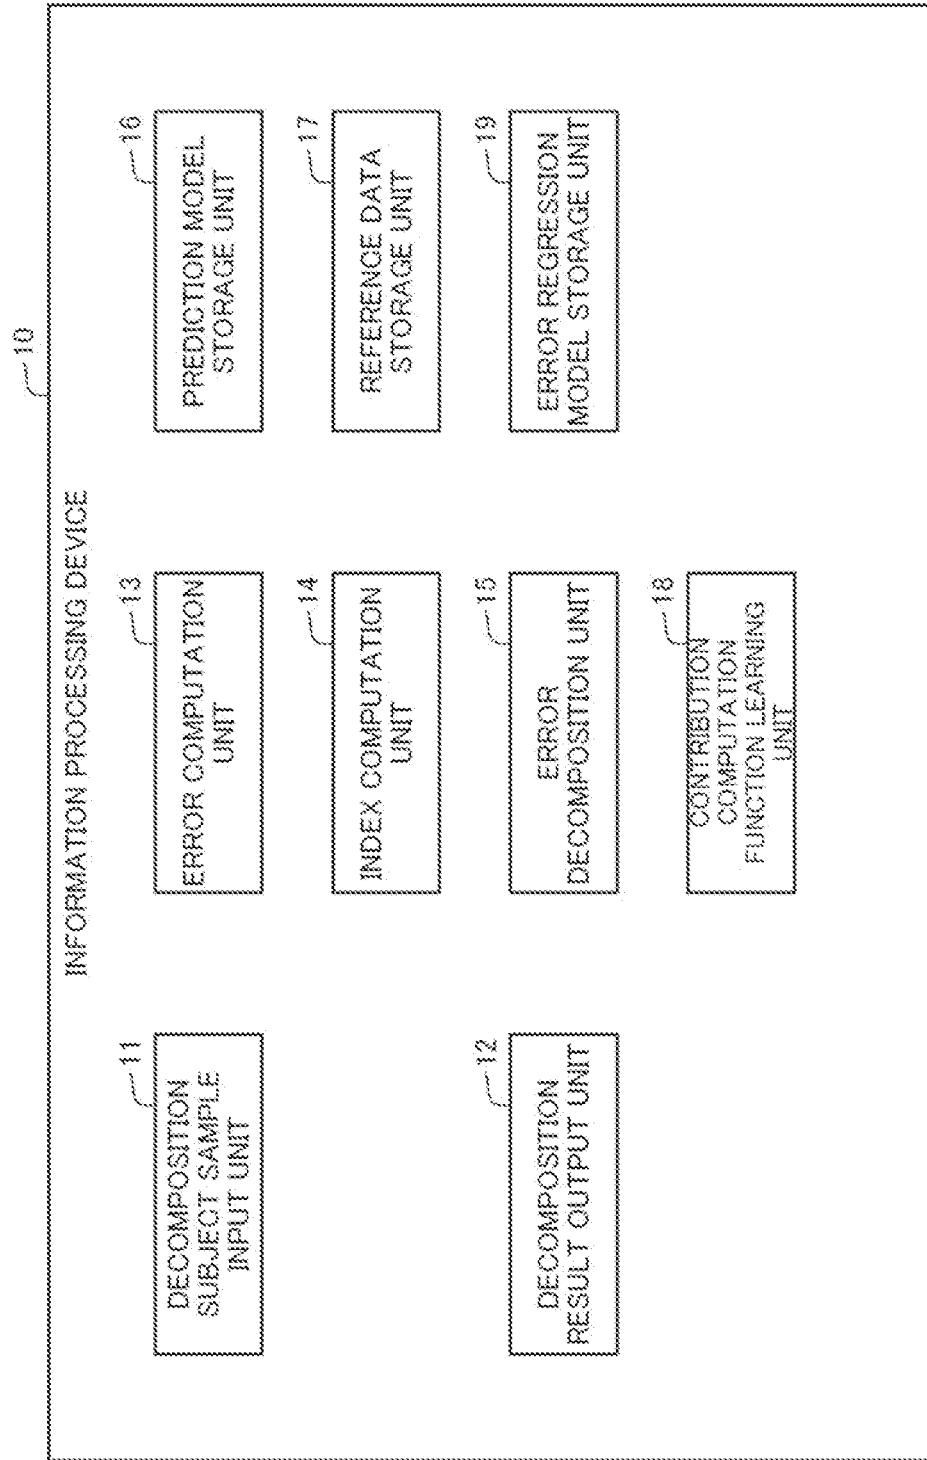 10
INFORMATION PROCESSING DEVICE
11
DECOMPOSITION
SUBJECT SAMPLE
INPUT UNIT
12
DECOMPOSITION
RESULT OUTPUT UNIT
13
ERROR COMPUTATION
UNIT
14
INDEX COMPUTATION
UNIT
15
ERROR
DECOMPOSITION UNIT
18
CONTRIBUTION
COMPUTATION
FUNCTION LEARNING
UNIT
16
PREDICTION MODEL
STORAGE UNIT
17
REFERENCE DATA
STORAGE UNIT
19
ERROR REGRESSION
MODEL STORAGE UNIT